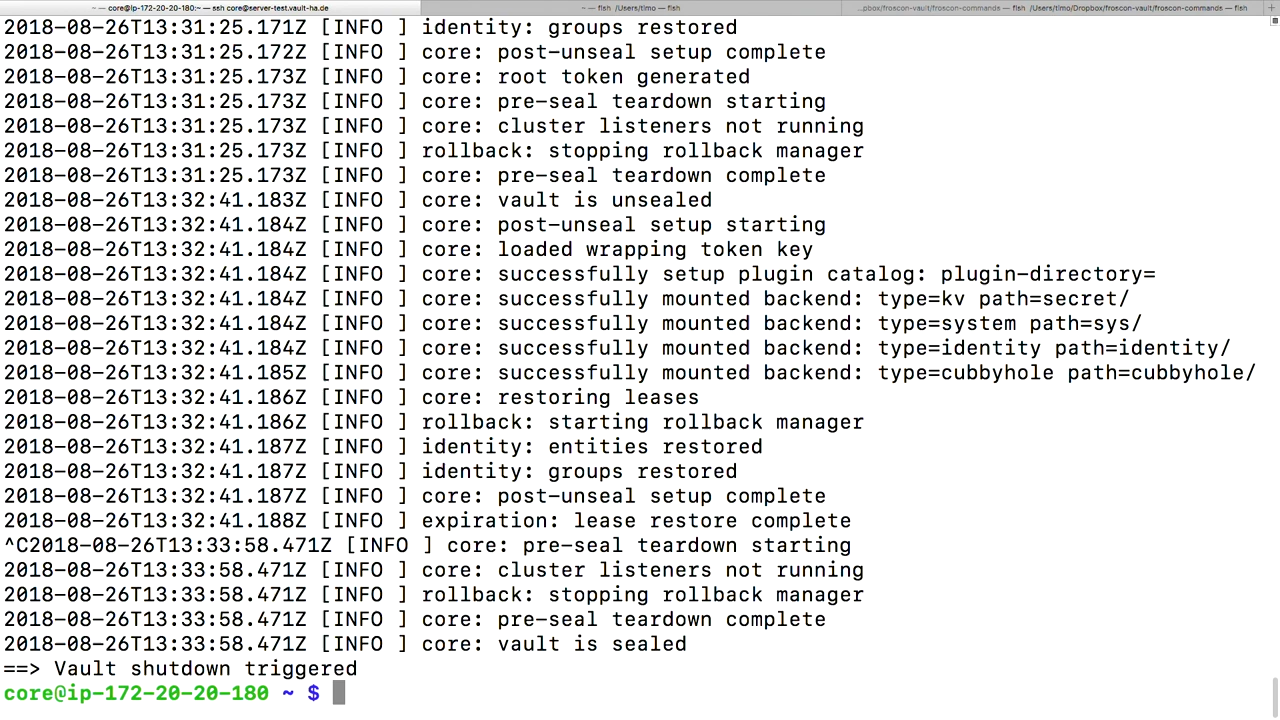 ~ — core@ip-172-20-20-180:~ — ssh core@server-test.vault-ha.de
~ — fish /Users/timo — fish
...pbox/froscon-vault/froscon-commands — fish /Users/timo/Dropbox/froscon-vault/froscon-commands — fish
+
2018-08-26T13:31:25.171Z [INFO ] identity: groups restored
2018-08-26T13:31:25.172Z [INFO ] core: post-unseal setup complete
2018-08-26T13:31:25.173Z [INFO ] core: root token generated
2018-08-26T13:31:25.173Z [INFO ] core: pre-seal teardown starting
2018-08-26T13:31:25.173Z [INFO ] core: cluster listeners not running
2018-08-26T13:31:25.173Z [INFO ] rollback: stopping rollback manager
2018-08-26T13:31:25.173Z [INFO ] core: pre-seal teardown complete
2018-08-26T13:32:41.183Z [INFO ] core: vault is unsealed
2018-08-26T13:32:41.184Z [INFO ] core: post-unseal setup starting
2018-08-26T13:32:41.184Z [INFO ] core: loaded wrapping token key
2018-08-26T13:32:41.184Z [INFO ] core: successfully setup plugin catalog: plugin-directory=
2018-08-26T13:32:41.184Z [INFO ] core: successfully mounted backend: type=kv path=secret/
2018-08-26T13:32:41.184Z [INFO ] core: successfully mounted backend: type=system path=sys/
2018-08-26T13:32:41.184Z [INFO ] core: successfully mounted backend: type=identity path=identity/
2018-08-26T13:32:41.185Z [INFO ] core: successfully mounted backend: type=cubbyhole path=cubbyhole/
2018-08-26T13:32:41.186Z [INFO ] core: restoring leases
2018-08-26T13:32:41.186Z [INFO ] rollback: starting rollback manager
2018-08-26T13:32:41.187Z [INFO ] identity: entities restored
2018-08-26T13:32:41.187Z [INFO ] identity: groups restored
2018-08-26T13:32:41.187Z [INFO ] core: post-unseal setup complete
2018-08-26T13:32:41.188Z [INFO ] expiration: lease restore complete
^C2018-08-26T13:33:58.471Z [INFO ] core: pre-seal teardown starting
2018-08-26T13:33:58.471Z [INFO ] core: cluster listeners not running
2018-08-26T13:33:58.471Z [INFO ] rollback: stopping rollback manager
2018-08-26T13:33:58.471Z [INFO ] core: pre-seal teardown complete
2018-08-26T13:33:58.471Z [INFO ] core: vault is sealed
==> Vault shutdown triggered
core@ip-172-20-20-180 ~ $